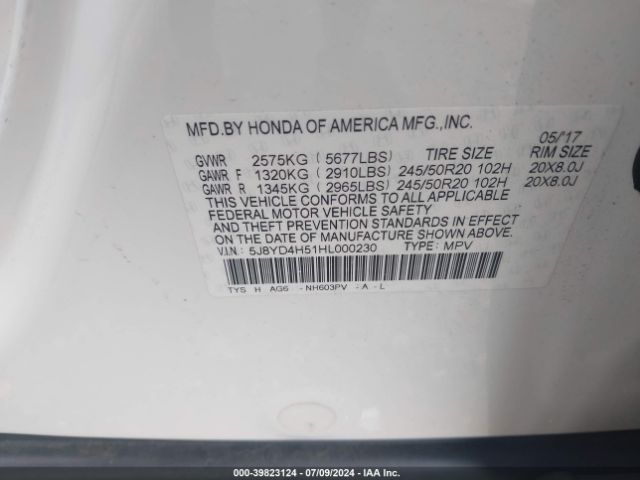 MFD.BY HONDA OF AMERICA MFG.,INC.
05/'17
GVWR 2575KG (5677LBS) TIRE SIZE RIM SIZE
GAWR F 1320KG (2910LBS) 245/50R20 102H 20X8.0J
GAWR R 1345KG (2965LBS) 245/50R20 102H 20X8.0J
THIS VEHICLE CONFORMS TO ALL APPLICABLE
FEDERAL MOTOR VEHICLE SAFETY
AND THEFT PREVENTION STANDARDS IN EFFECT
ON THE DATE OF MANUFACTURE SHOWN ABOVE.
V.I.N: 5J8YD4H51HL000230 TYPE: MPV
TYS H AG6 -NH603PV :A -L
000-39823124 | 07/09/2024 | IAA Inc.